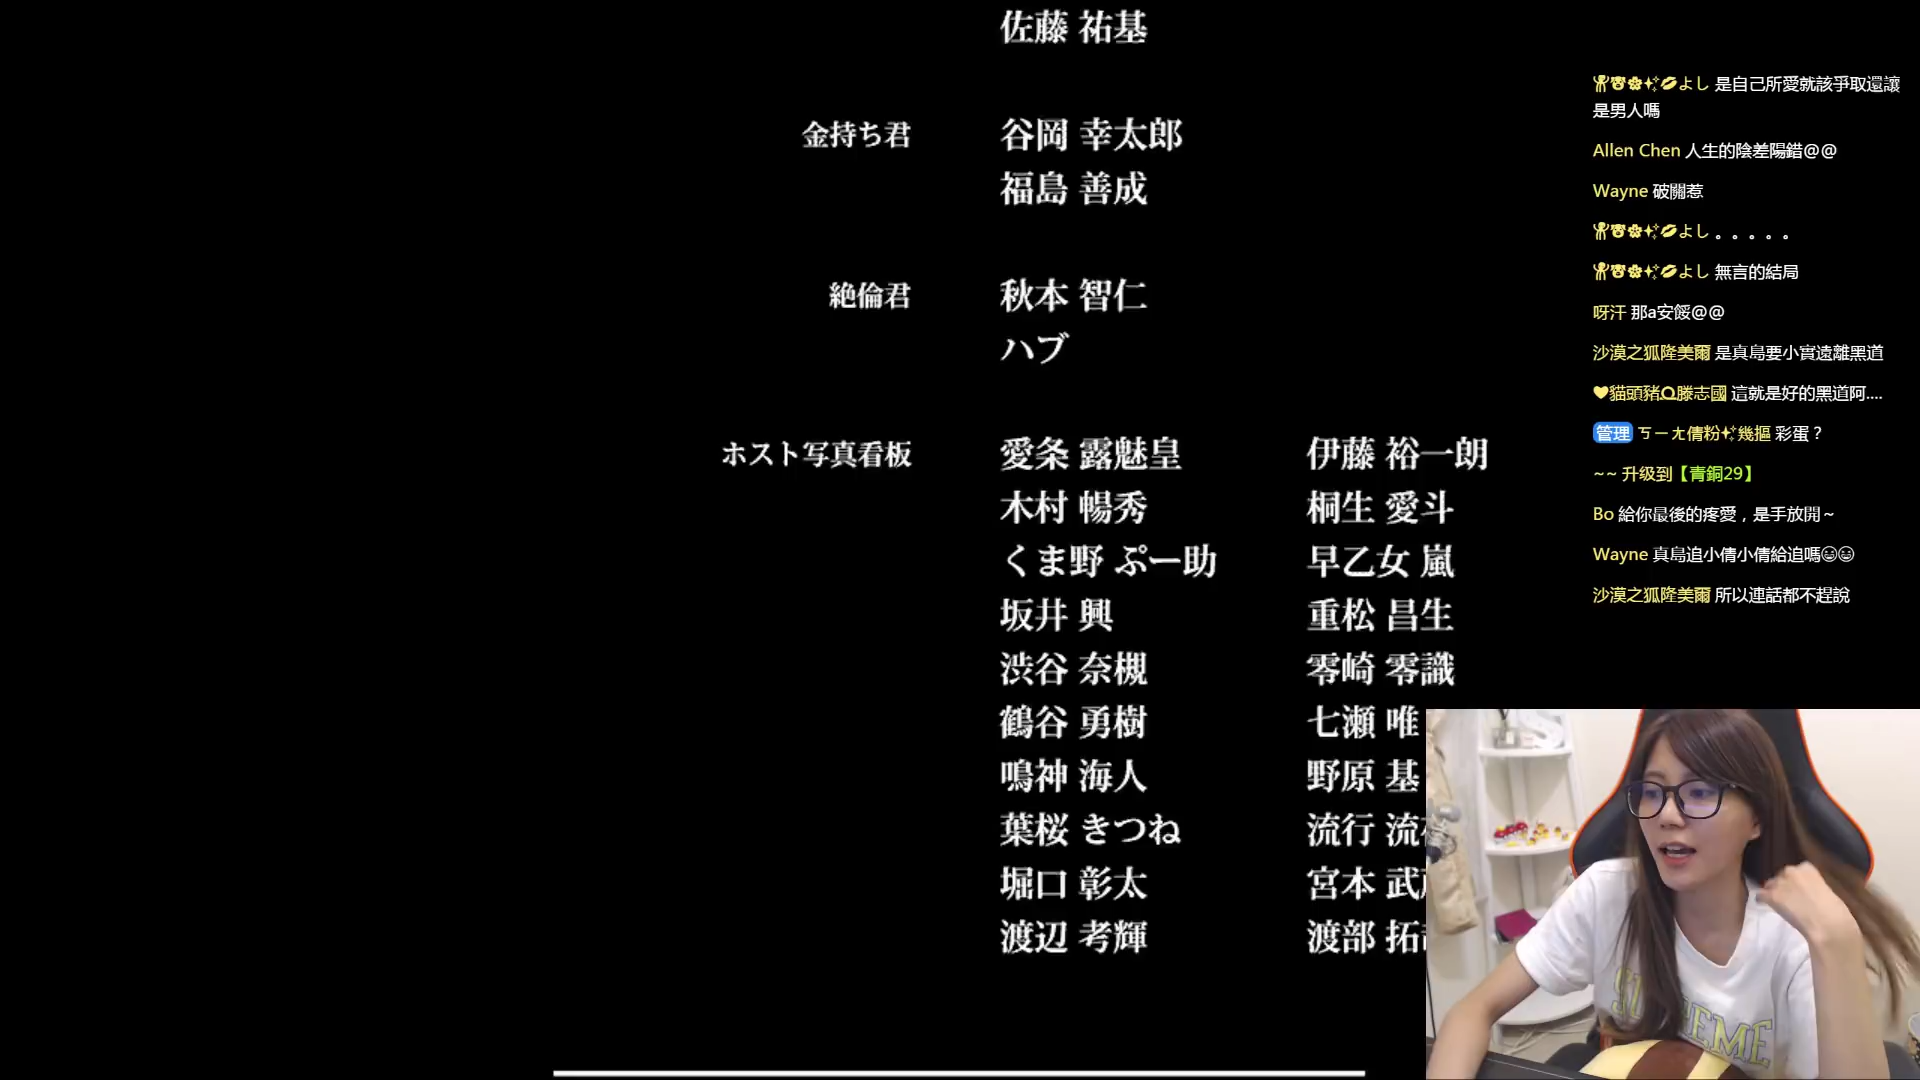 佐藤 祐基
金持ち君 谷岡 幸太郎
福島 善成
絶倫君 秋本 智仁
ハブ
ホスト写真看板 愛条 露魅皇 伊藤 裕一朗
木村 暢秀 桐生 愛斗
くま野 ぷー助 早乙女 嵐
坂井 興 重松 昌生
渋谷 奈槻 零崎 零識
鶴谷 勇樹 七瀬 唯
鳴神 海人 野原 基
葉桜 きつね 流行
堀口 彰太 宮本
渡辺 考輝 渡部
よし 是自己所愛就該爭取還讓
是男人嗎
Allen Chen 人生的陰差陽錯@@
Wayne 破關惹
よし 。。。。。
よし 無言的結局
呀汗 那a安餒@@
沙漠之狐隆美爾 是真島要小實遠離黑道
貓頭豬Q滕志國 這就是好的黑道阿....
管理 ㄎㄧㄤ倩粉✨幾摳 彩蛋？
~~ 升级到【青銅29】
Bo 給你最後的疼愛，是手放開~
Wayne 真島追小倩小倩給追嗎😆😆
沙漠之狐隆美爾 所以連話都不趕說